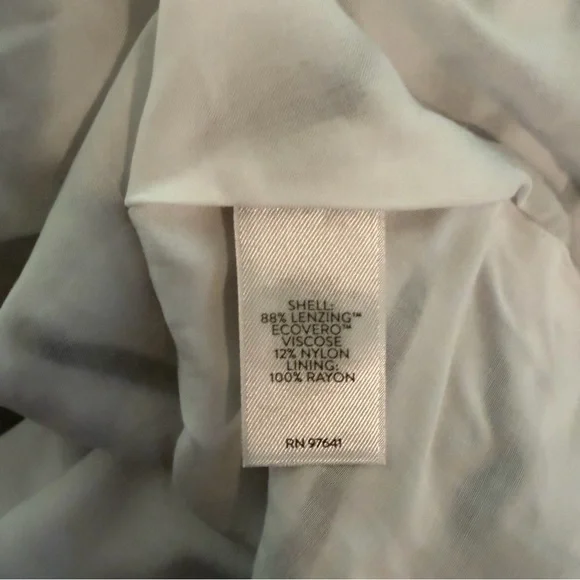 SHELL:
88% LENZING™
ECOVERO™
VISCOSE
12% NYLON
LINING:
100% RAYON
RN 97641